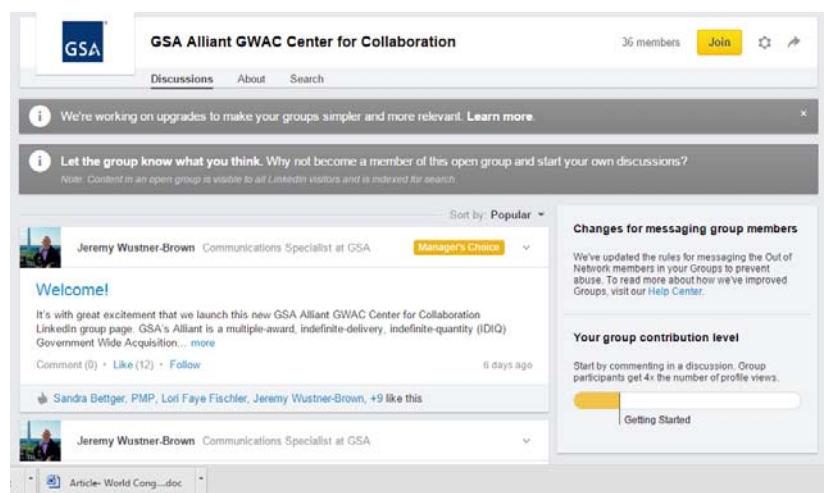 GSA
GSA Alliant GWAC Center for Collaboration
36 members
Join
Discussions About Search
We're working on upgrades to make your groups simpler and more relevant. Learn more.
Let the group know what you think. Why not become a member of this open group and start your own discussions?
Note: Content in an open group is visible to all LinkedIn visitors and is indexed for search.
Sort by: Popular
Jeremy Wustner-Brown Communications Specialist at GSA
Manager's Choice
Welcome!
It's with great excitement that we launch this new GSA Alliant GWAC Center for Collaboration
LinkedIn group page. GSA's Alliant is a multiple-award, indefinite-delivery, indefinite-quantity (IDIQ)
Government Wide Acquisition... more
Comment (0) • Like (12) • Follow
6 days ago
Sandra Bettger, PMP, Lori Faye Fischler, Jeremy Wustner-Brown, +9 like this
Jeremy Wustner-Brown Communications Specialist at GSA
Changes for messaging group members
We've updated the rules for messaging the Out of
Network members in your Groups to prevent
abuse. To read more about how we've improved
Groups, visit our Help Center.
Your group contribution level
Start by commenting in a discussion. Group
participants get 4x the number of profile views.
Getting Started
Article- World Cong....doc